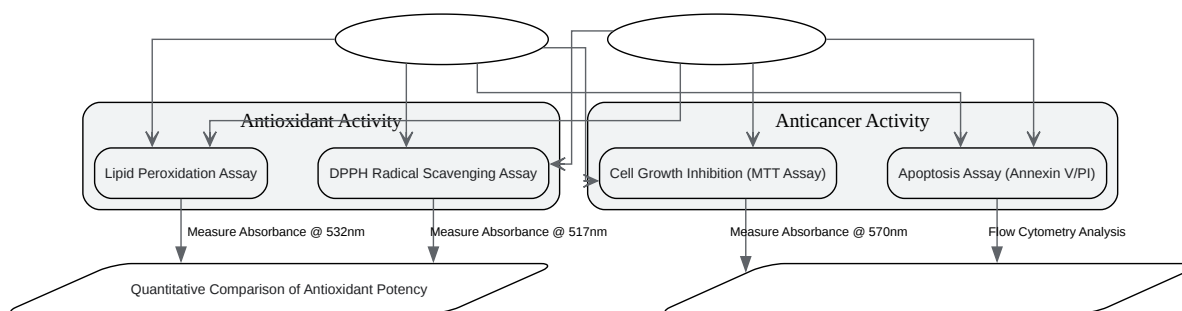 Antioxidant Activity
Anticancer Activity
Lipid Peroxidation Assay
DPPH Radical Scavenging Assay
Cell Growth Inhibition (MTT Assay)
Apoptosis Assay (Annexin V/PI)
Measure Absorbance @ 532nm
Measure Absorbance @ 517nm
Measure Absorbance @ 570nm
Flow Cytometry Analysis
Quantitative Comparison of Antioxidant Potency